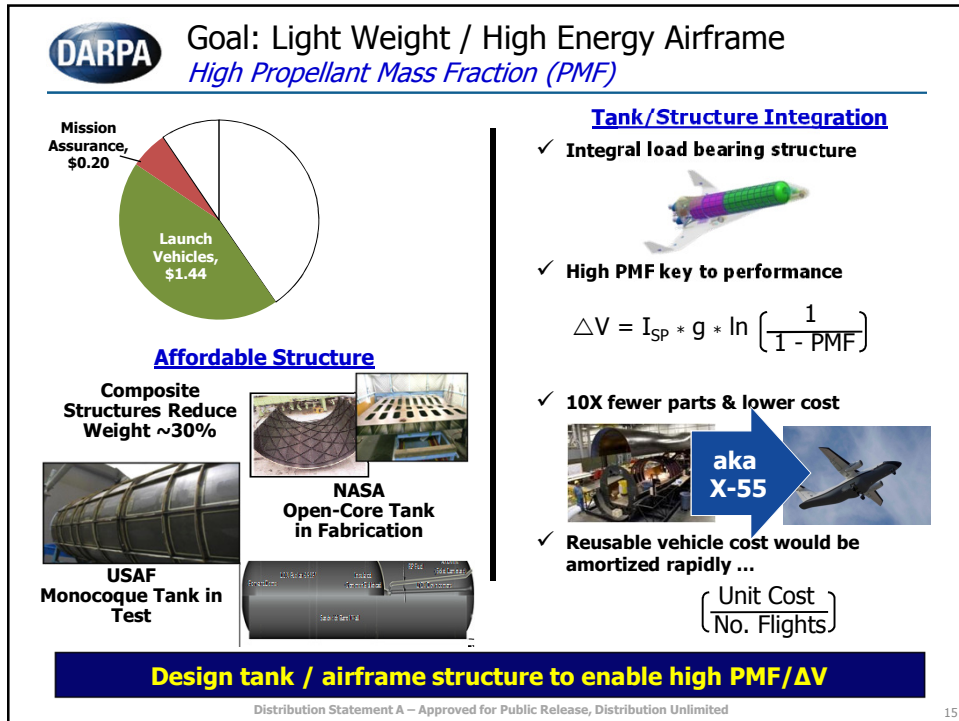 DARPA
Goal: Light Weight / High Energy Airframe
High Propellant Mass Fraction (PMF)
Mission
Assurance,
$0.20
Launch
Vehicles,
$1.44
Affordable Structure
Composite
Structures Reduce
Weight ~30%
NASA
Open-Core Tank
in Fabrication
USAF
Monocoque Tank in
Test
Tank/Structure Integration
✓ Integral load bearing structure
✓ High PMF key to performance
△V = I_SP * g * ln (1 / (1 - PMF))
✓ 10X fewer parts & lower cost
aka
X-55
✓ Reusable vehicle cost would be
amortized rapidly …
(Unit Cost
No. Flights)
Design tank / airframe structure to enable high PMF/ΔV
Distribution Statement A – Approved for Public Release, Distribution Unlimited
15